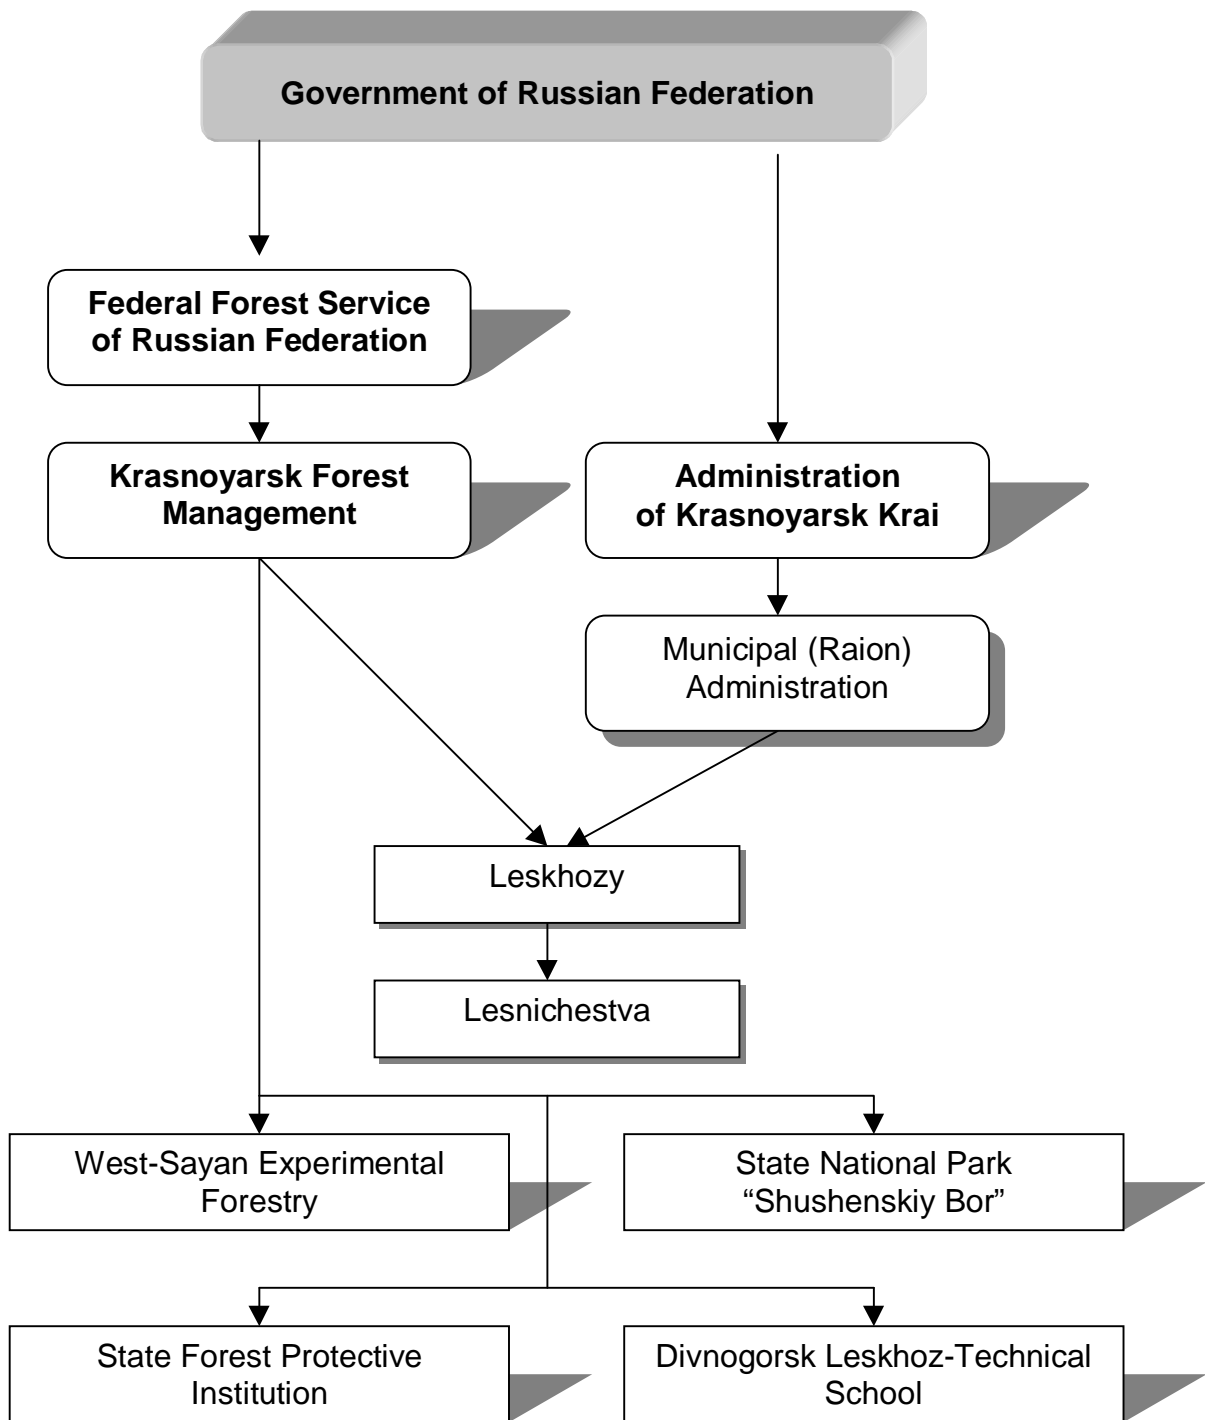 Government of Russian Federation
Federal Forest Service
of Russian Federation
Krasnoyarsk Forest
Management
Administration
of Krasnoyarsk Krai
Municipal (Raion)
Administration
Leskhozy
Lesnichestva
West-Sayan Experimental
Forestry
State National Park
“Shushenskiy Bor”
State Forest Protective
Institution
Divnogorsk Leskhoz-Technical
School